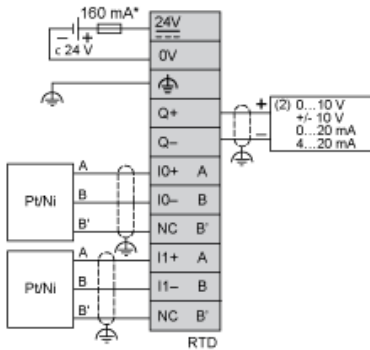 160 mA*
24V
− +
c 24 V
0V
Q+
+ (2) 0...10 V
+/- 10 V
Q− − 0...20 mA
4...20 mA
A I0+ A
Pt/Ni B I0− B
B' NC B'
A I1+ A
Pt/Ni B I1− B
B' NC B'
RTD